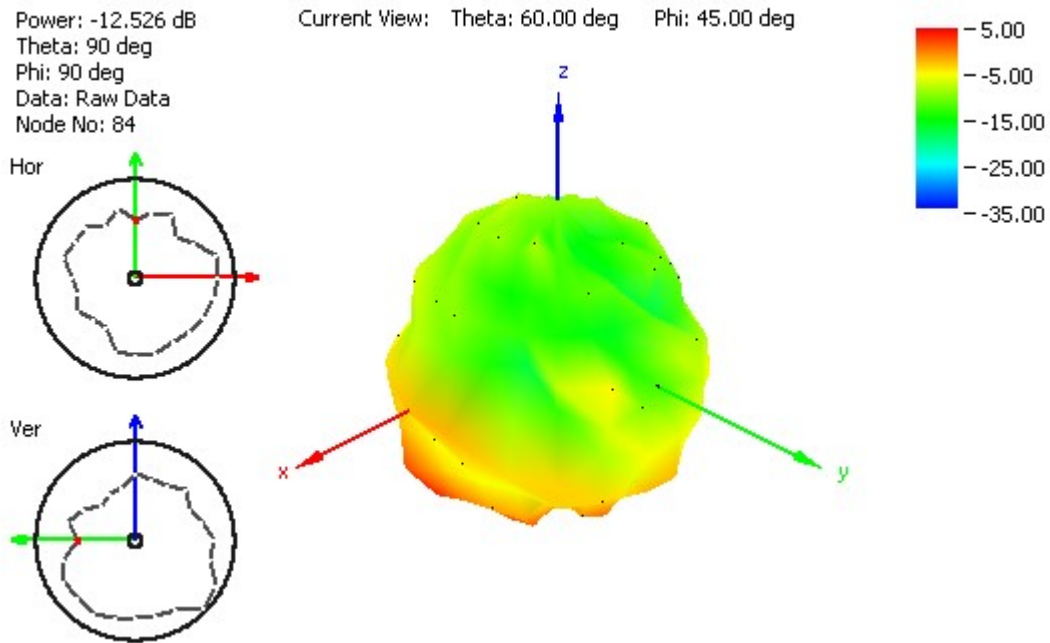 Power: -12.526 dB
Theta: 90 deg
Phi: 90 deg
Data: Raw Data
Node No: 84
Current View: Theta: 60.00 deg Phi: 45.00 deg
5.00
-5.00
-15.00
-25.00
-35.00
Hor
Ver
z
x
y